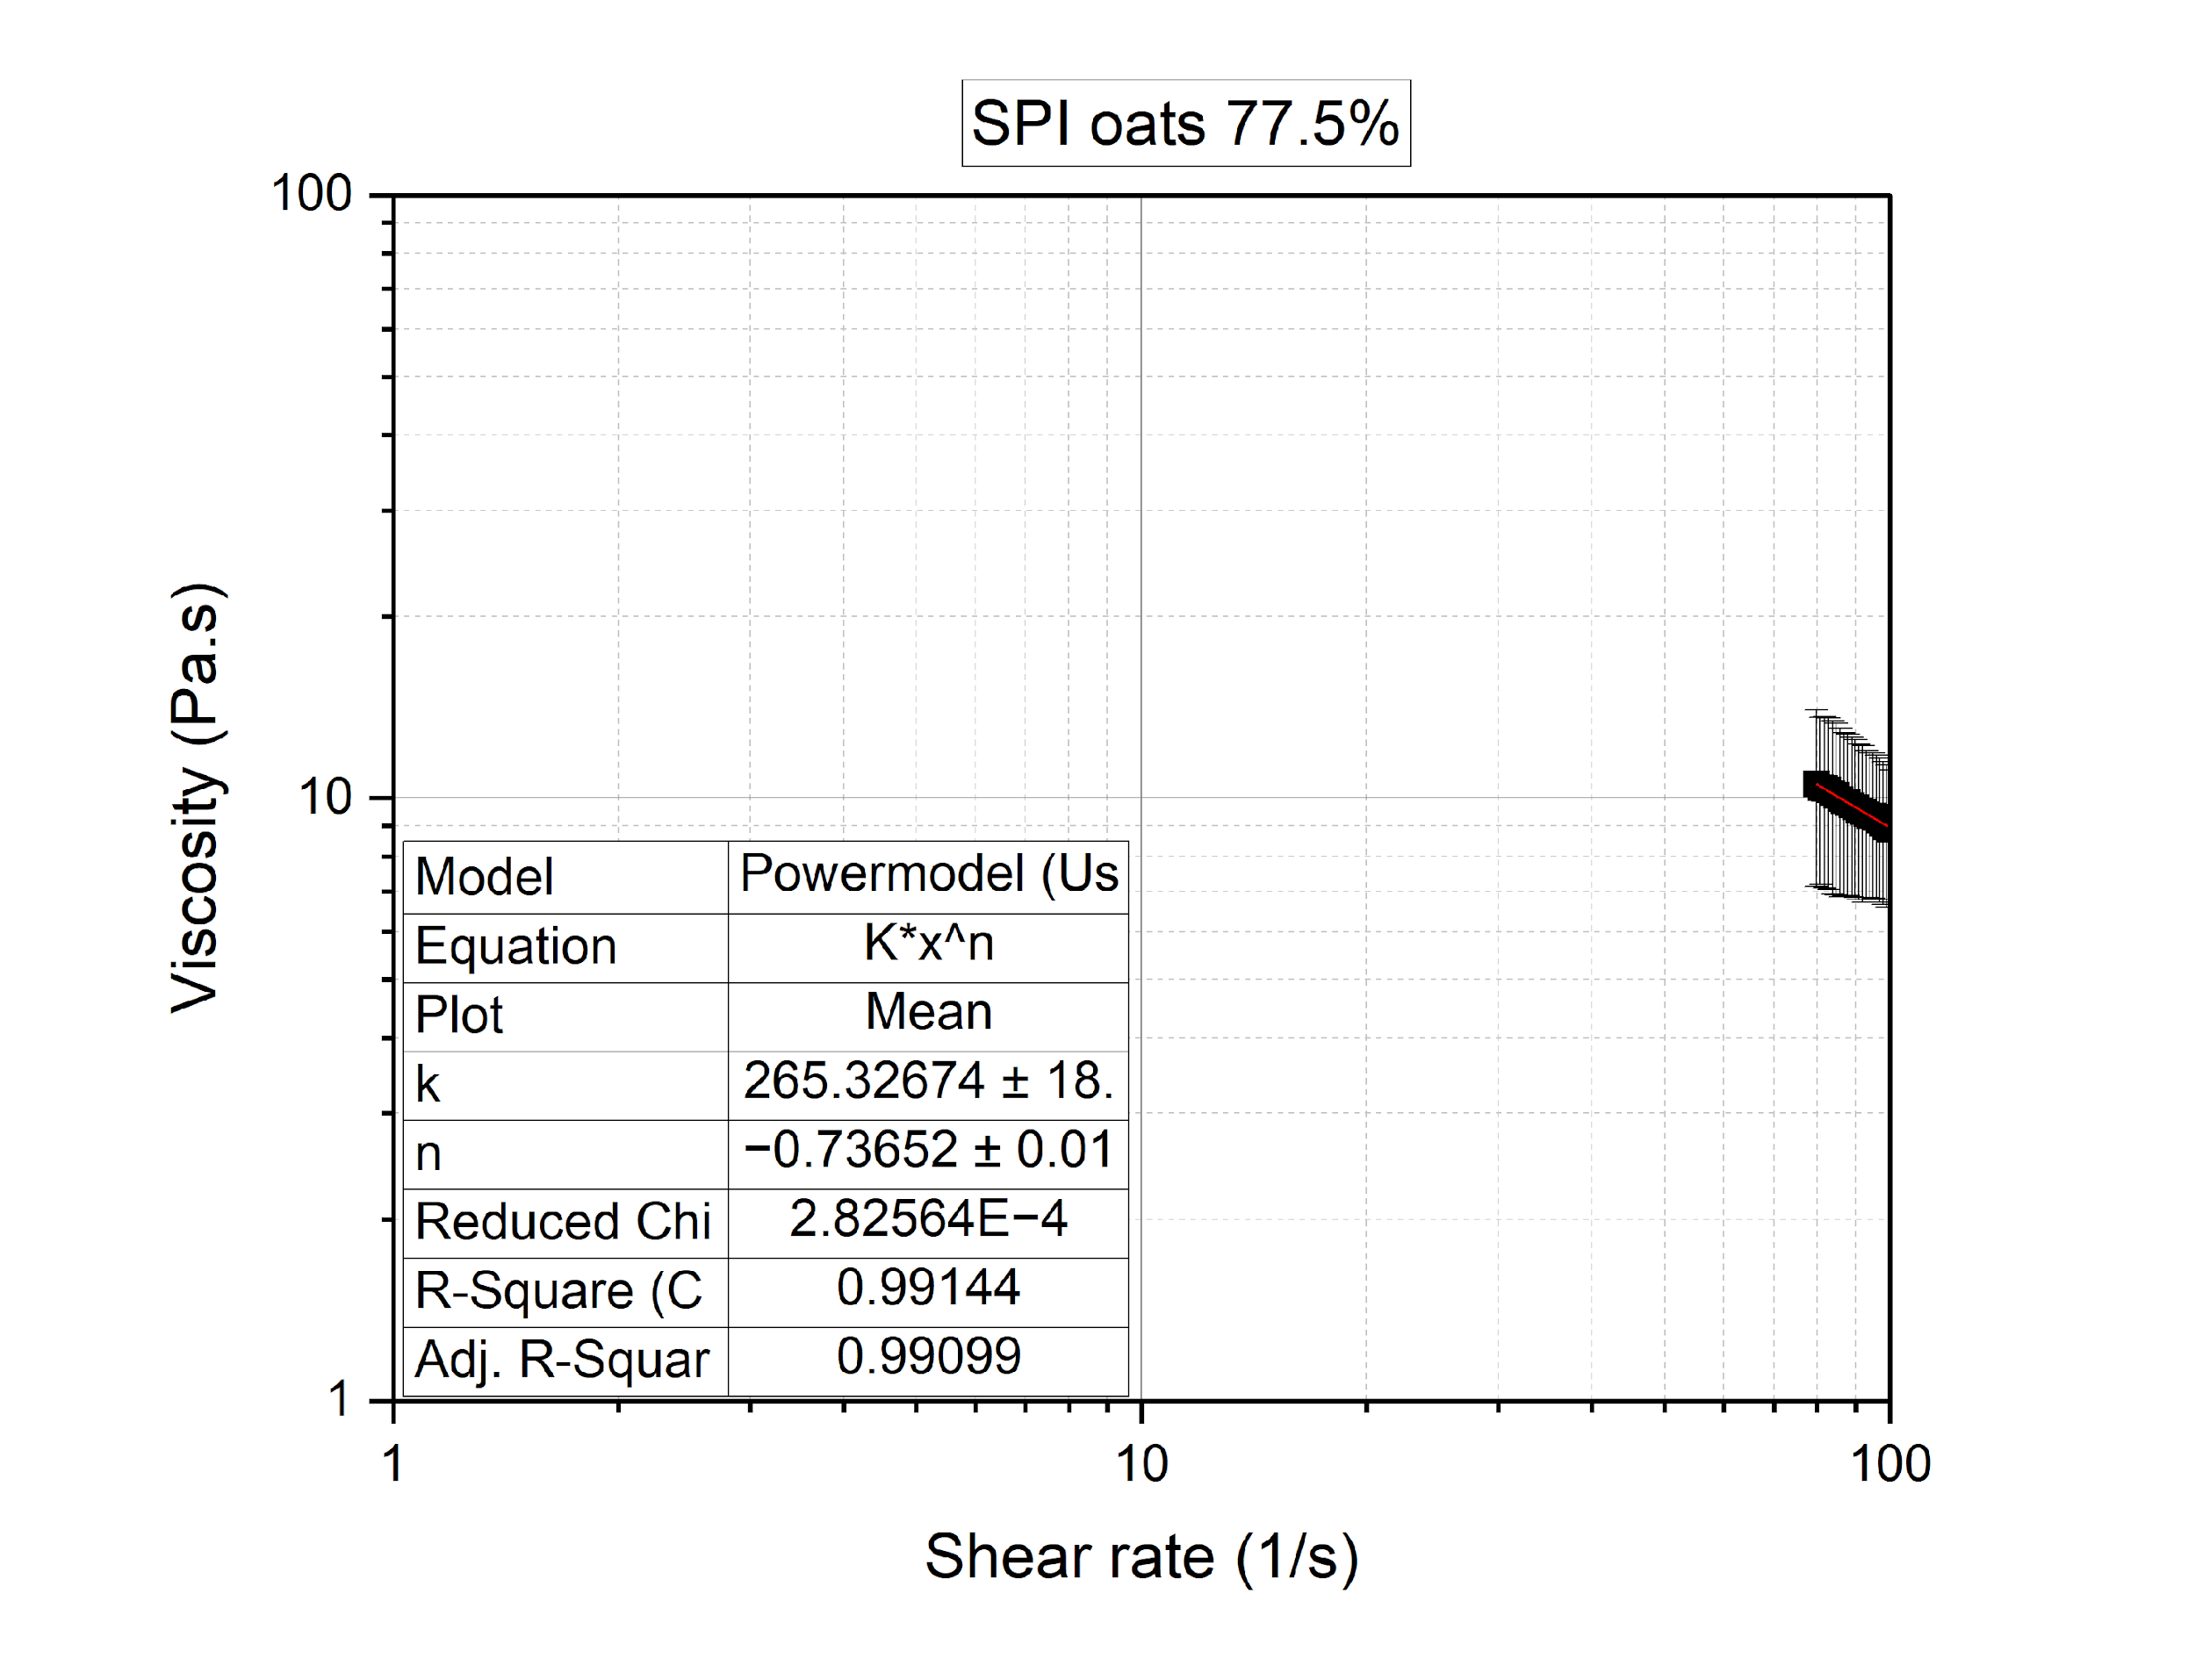 SPI oats 77.5%
100
10
1
Viscosity (Pa.s)
Model Powermodel (Us
Equation K*x^n
Plot Mean
k 265.32674 ± 18.
n −0.73652 ± 0.01
Reduced Chi 2.82564E−4
R-Square (C 0.99144
Adj. R-Squar 0.99099
1 10 100
Shear rate (1/s)